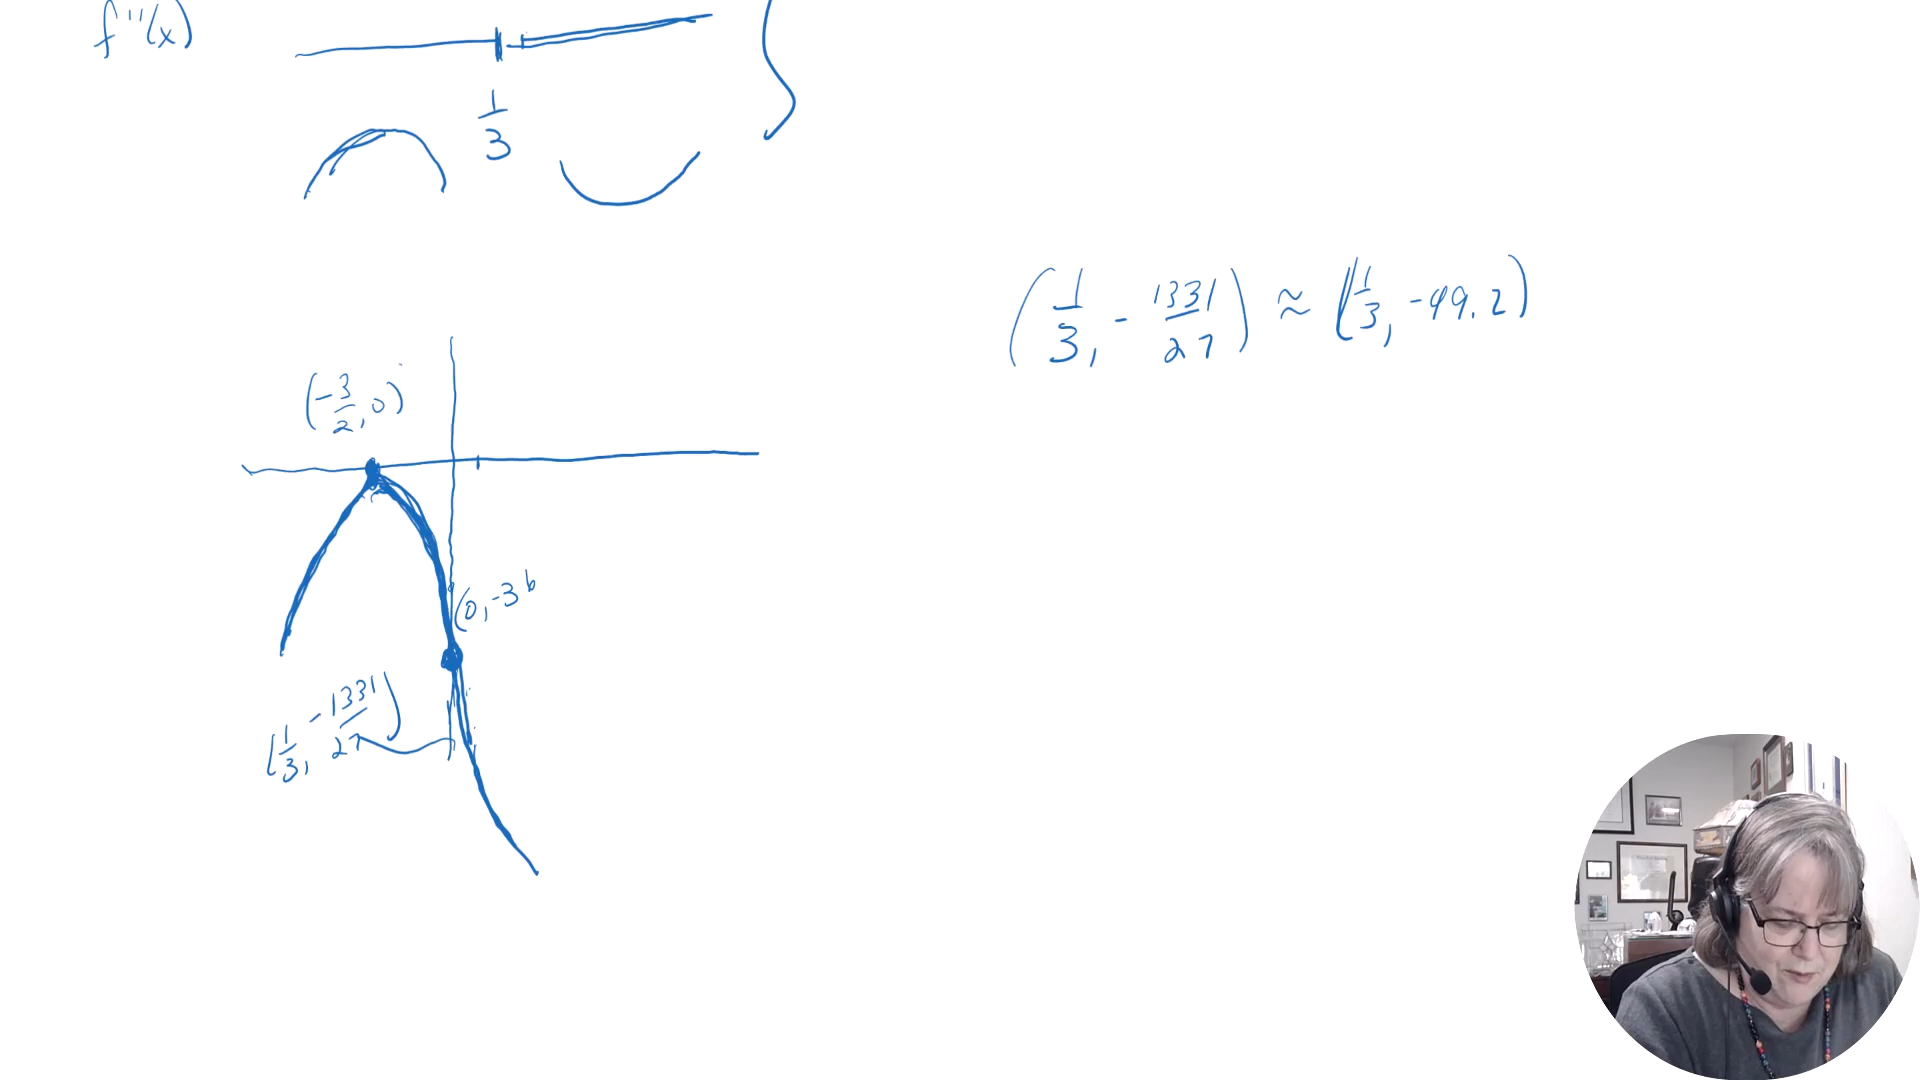 f''(x)
1/3
(1/3, -1331/27) ≈ (1/3, -49.2)
(-3/2, 0)
(0, -36
(1/3, -1331/27)